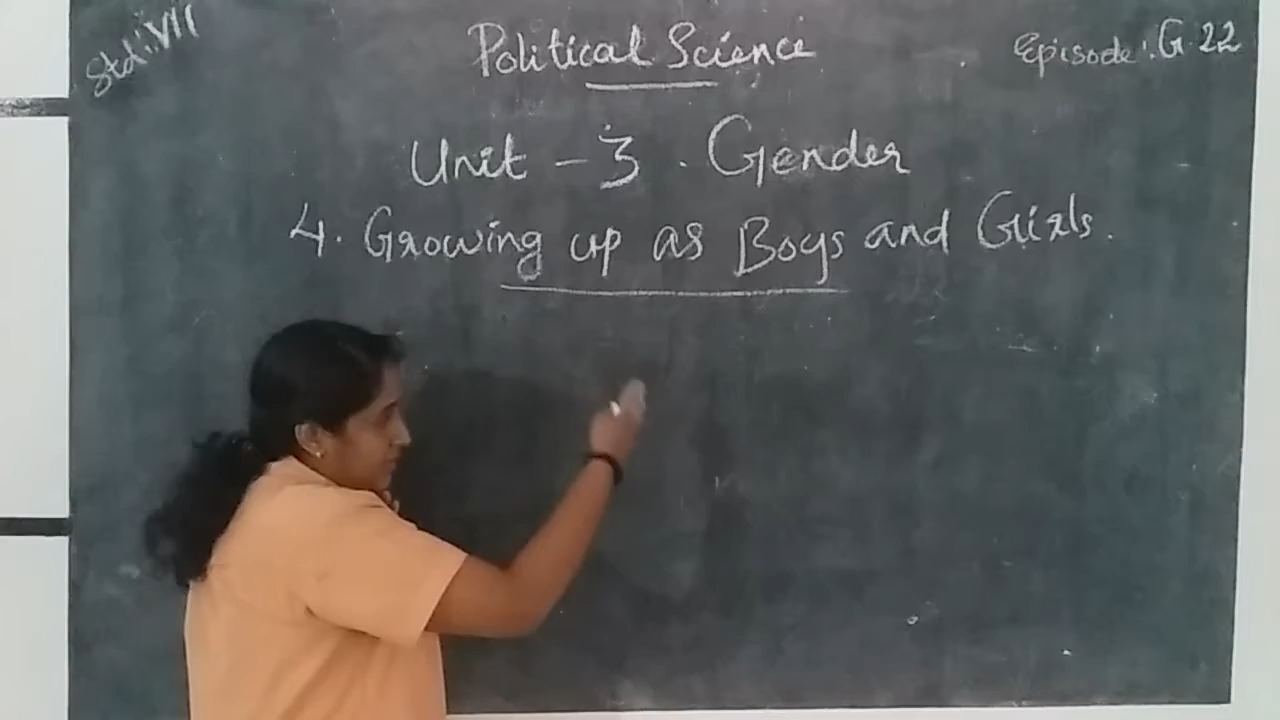 Std: VII
Political Science
Episode: G 22
Unit - 3. Gender
4. Growing up as Boys and Girls.